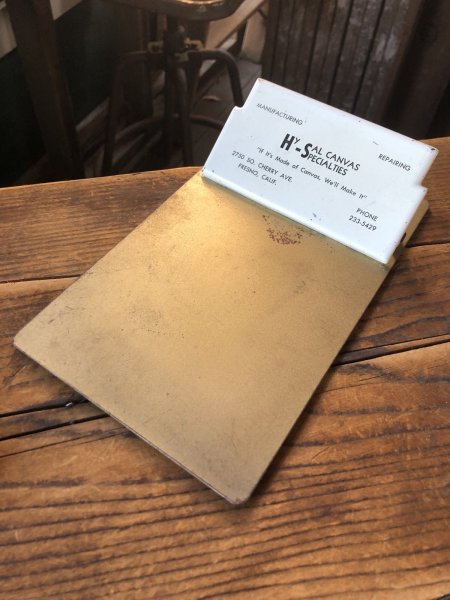 MANUFACTURING REPAIRING
HY-SAL CANVAS
SPECIALTIES
"If It's Made of Canvas, We'll Make It"
2750 SO. CHERRY AVE.
FRESNO, CALIF.
PHONE
233-5429